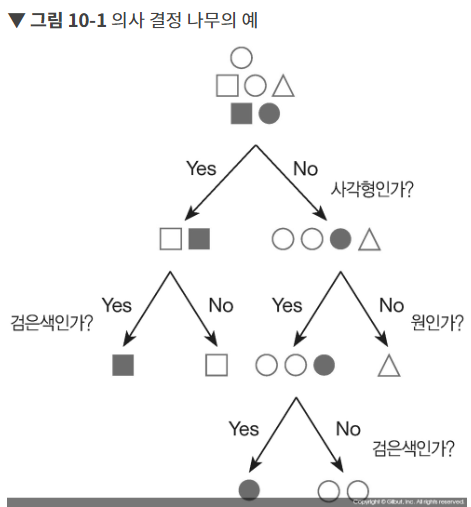 ▼ 그림 10-1 의사 결정 나무의 예
Yes
No
사각형인가?
검은색인가?
Yes
No
Yes
No
원인가?
Yes
No
검은색인가?
Copyright © Gilbut, Inc. All rights reserved.